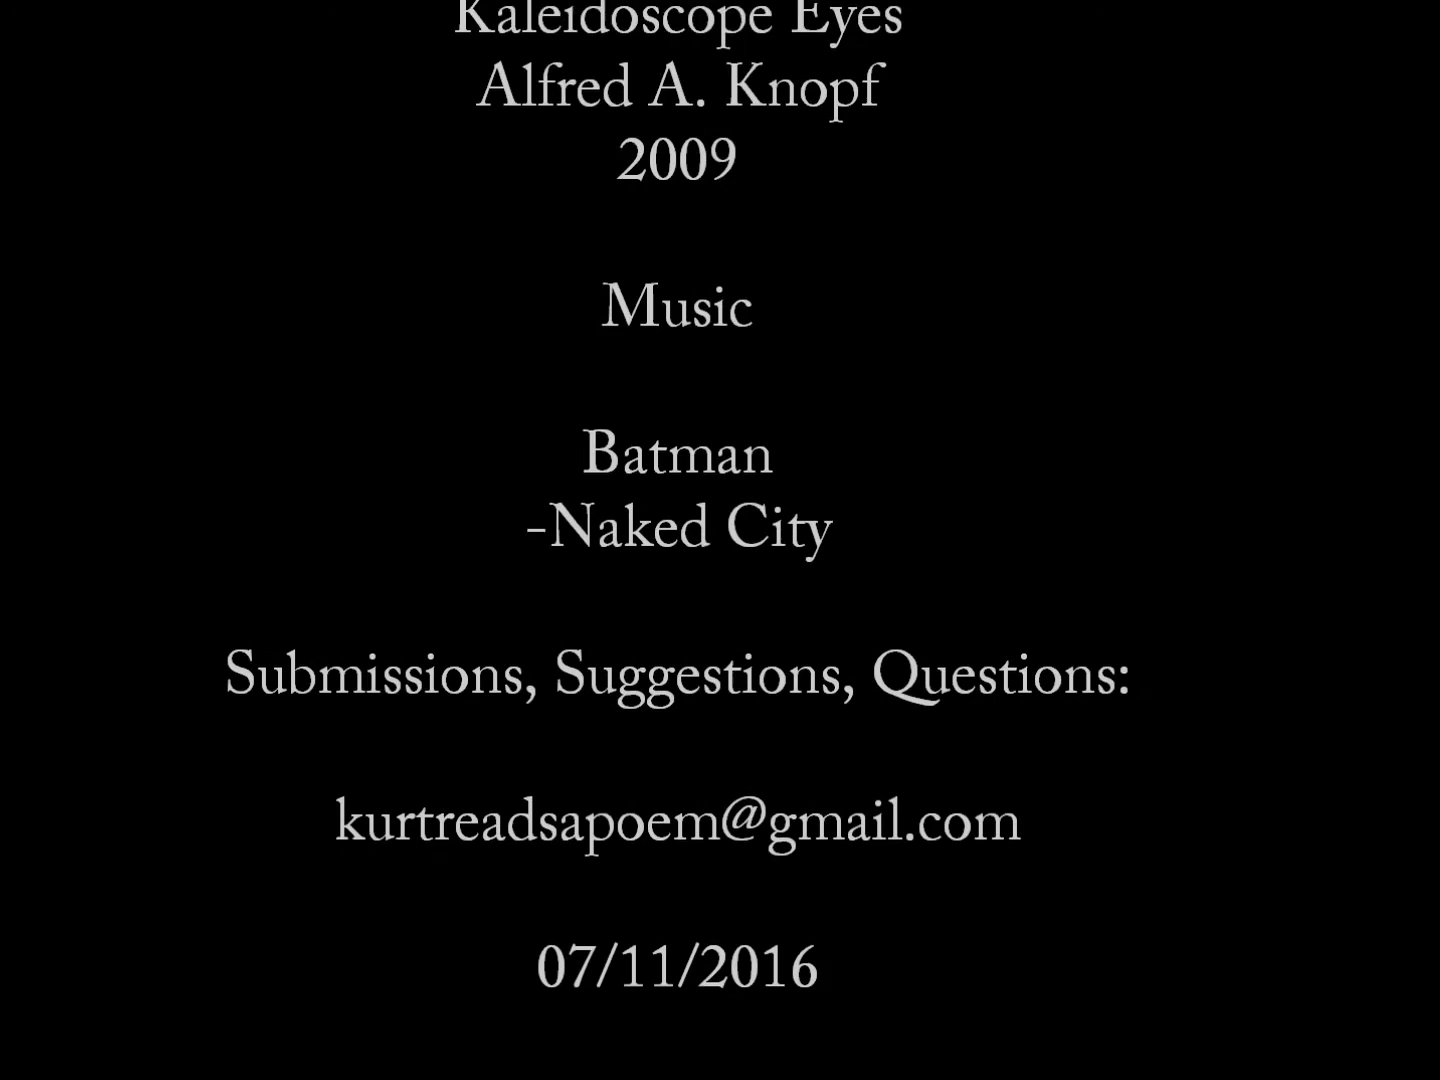 Kaleidoscope Eyes
Alfred A. Knopf
2009
Music
Batman
-Naked City
Submissions, Suggestions, Questions:
kurtreadsapoem@gmail.com
07/11/2016